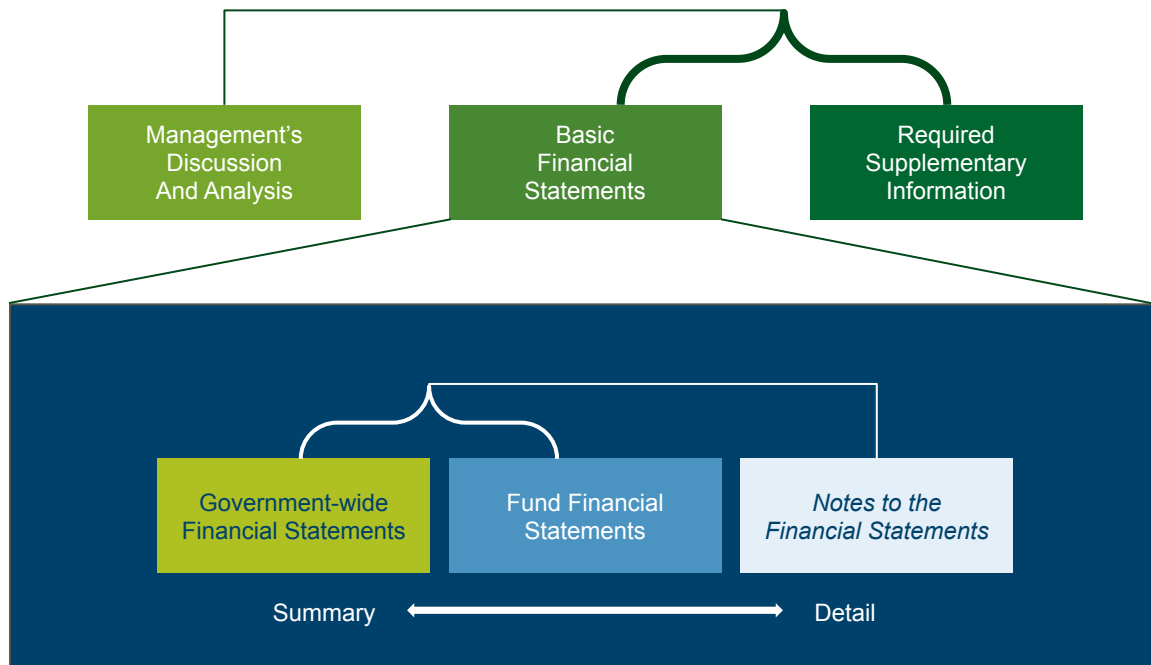 Management’s
Discussion
And Analysis
Basic
Financial
Statements
Required
Supplementary
Information
Government-wide
Financial Statements
Fund Financial
Statements
Notes to the
Financial Statements
Summary
Detail